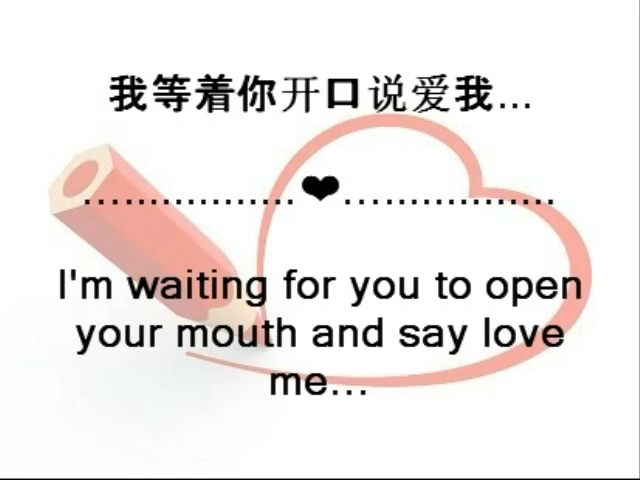 我等着你开口说爱我...
.................❤.................
I'm waiting for you to open
your mouth and say love
me...